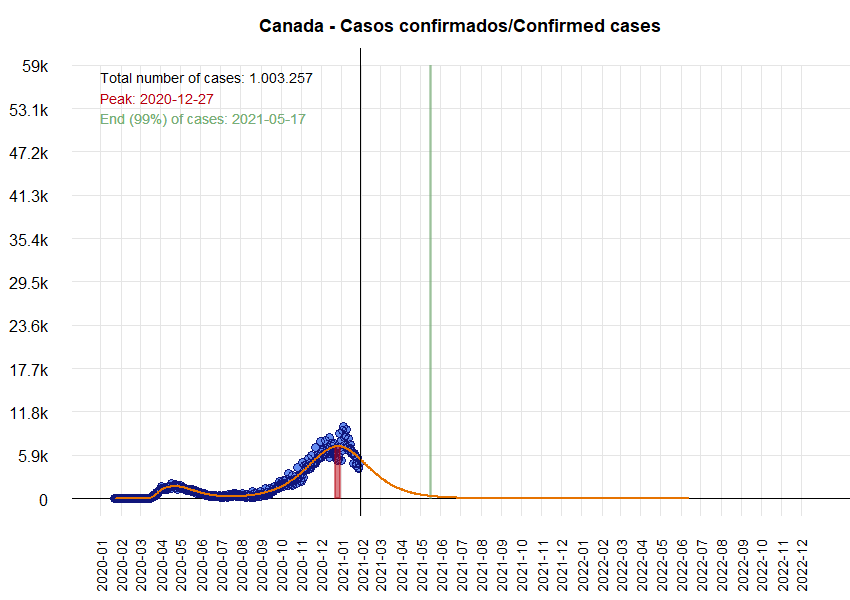 Canada - Casos confirmados/Confirmed cases
Total number of cases: 1.003.257
Peak: 2020-12-27
End (99%) of cases: 2021-05-17
59k
53.1k
47.2k
41.3k
35.4k
29.5k
23.6k
17.7k
11.8k
5.9k
0
2020-01
2020-02
2020-03
2020-04
2020-05
2020-06
2020-07
2020-08
2020-09
2020-10
2020-11
2020-12
2021-01
2021-02
2021-03
2021-04
2021-05
2021-06
2021-07
2021-08
2021-09
2021-10
2021-11
2021-12
2022-01
2022-02
2022-03
2022-04
2022-05
2022-06
2022-07
2022-08
2022-09
2022-10
2022-11
2022-12